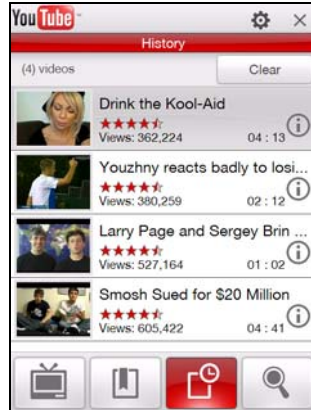 YouTube
History
(4) videos Clear
Drink the Kool-Aid
Views: 362,224 04 : 13
Youzhny reacts badly to losi...
Views: 380,259 02 : 12
Larry Page and Sergey Brin ...
Views: 527,164 01 : 02
Smosh Sued for $20 Million
Views: 605,422 04 : 41